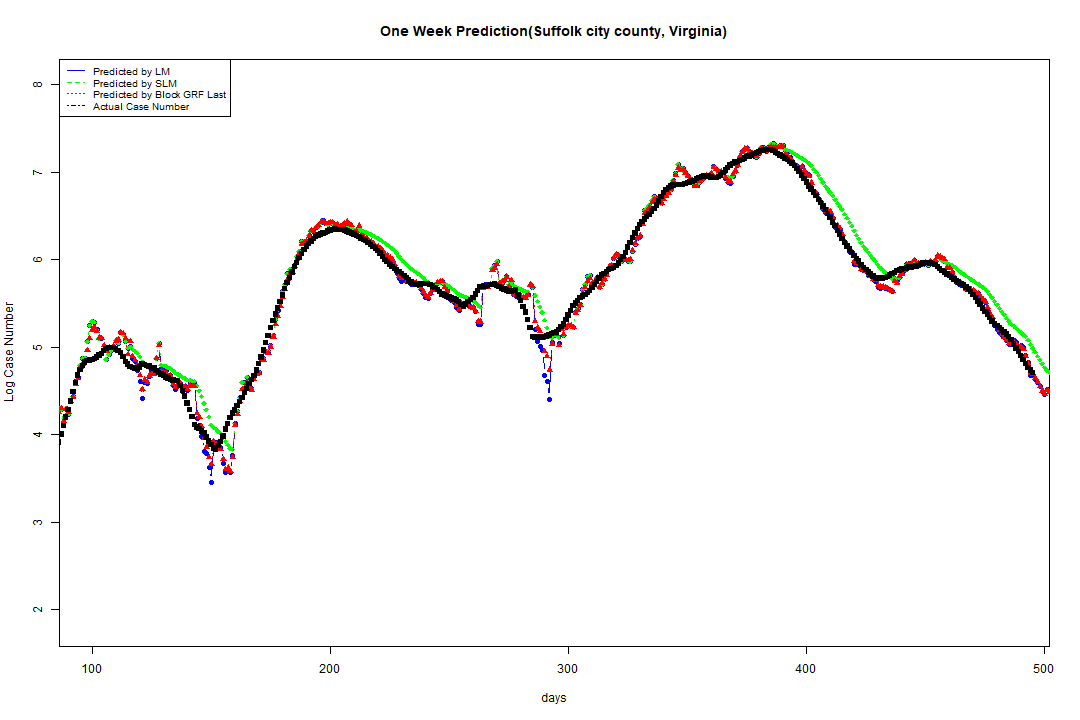 One Week Prediction(Suffolk city county, Virginia)
Predicted by LM
Predicted by SLM
Predicted by Block GRF Last
Actual Case Number
8
7
6
5
4
3
2
Log Case Number
100 200 300 400 500
days